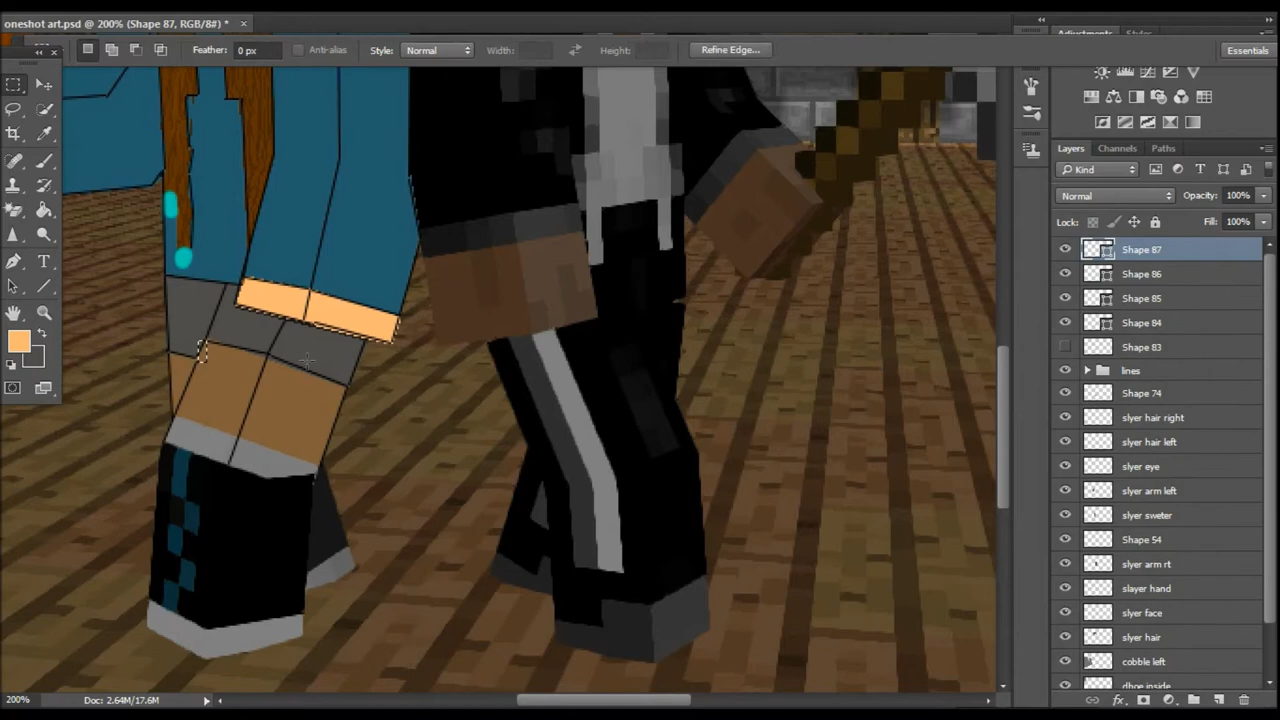 oneshot art.psd @ 200% (Shape 87, RGB/8#) * ×
Feather: 0 px Anti-alias Style: Normal Width: Height: Refine Edge... Essentials
Adjustments Styles
Layers Channels Paths
Kind
Normal Opacity: 100%
Lock: Fill: 100%
Shape 87
Shape 86
Shape 85
Shape 84
Shape 83
lines
Shape 74
slyer hair right
slyer hair left
slyer eye
slyer arm left
slyer sweter
Shape 54
slyer arm rt
slayer hand
slyer face
slyer hair
cobble left
dhoe inside
200% Doc: 2.64M/17.6M